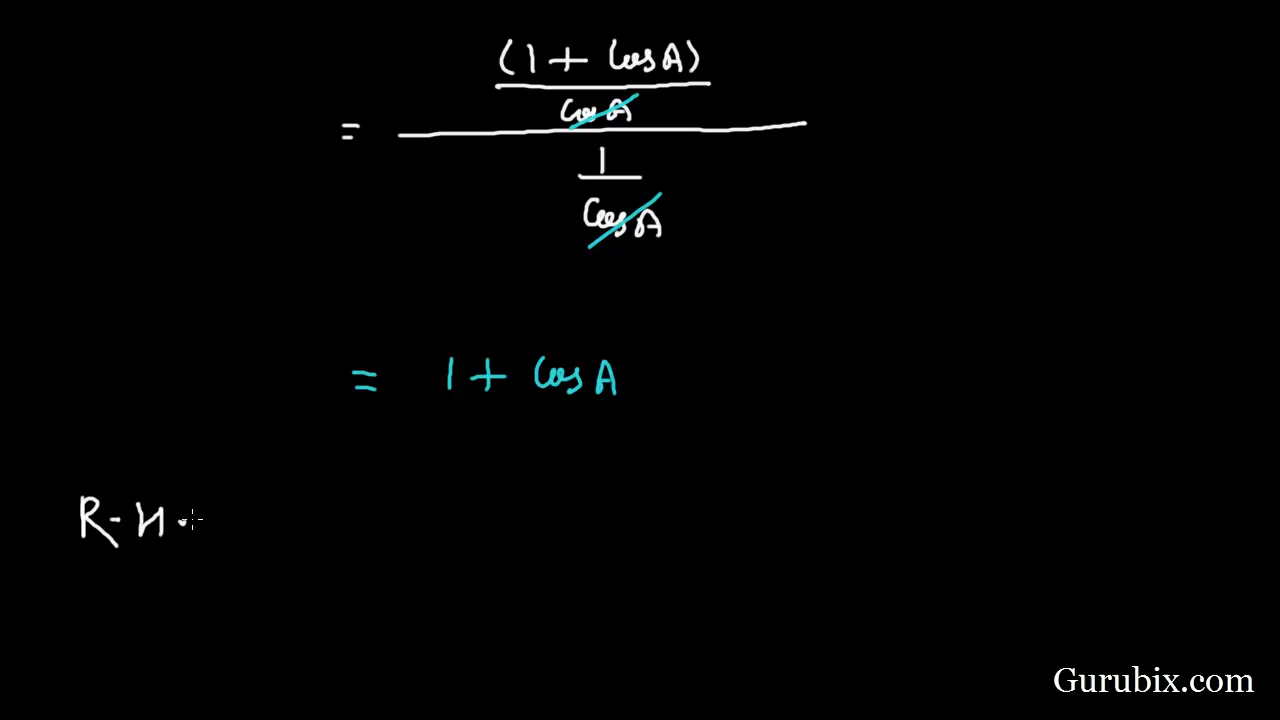 (1 + Cos A)
Cos A
=
1
Cos A
= 1 + Cos A
R-H.
Gurubix.com